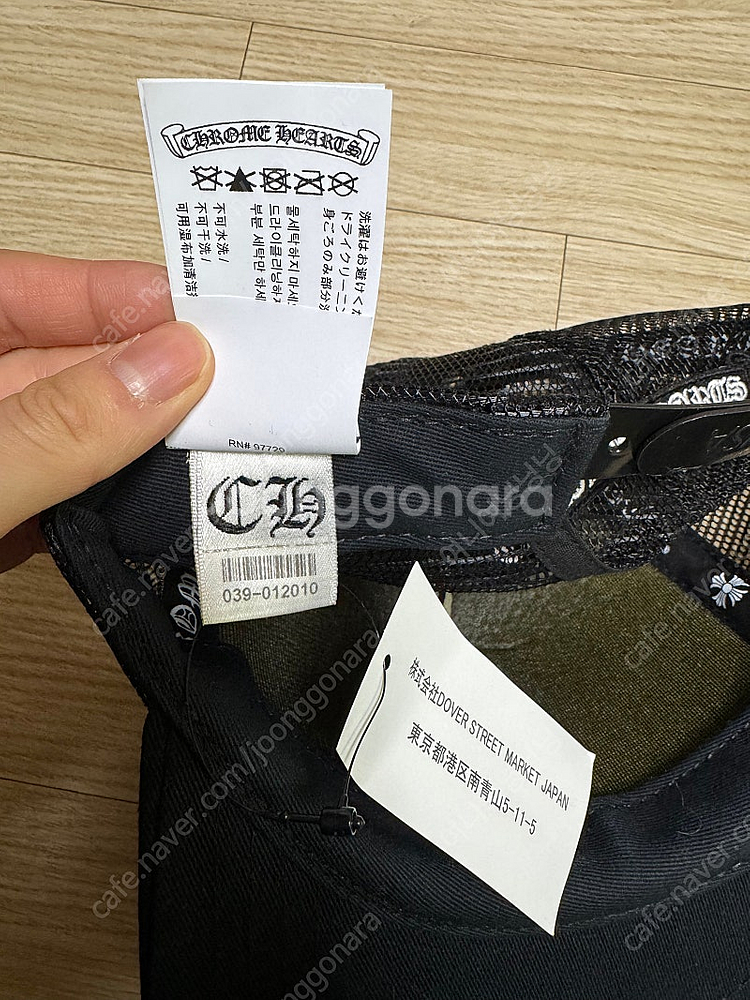 CHROME HEARTS
洗濯はお避けくだ
ドライクリーニン
身ごろのみ部分
물세탁하지 마세
드라이클리닝하지
부분 세탁만 하세
不可水洗/
不可干洗/
可用湿布加清洁
RN# 97729
CH
039-012010
株式会社DOVER STREET MARKET JAPAN
東京都港区南青山5-11-5
joonggonara
cafe.naver.com/joonggonara